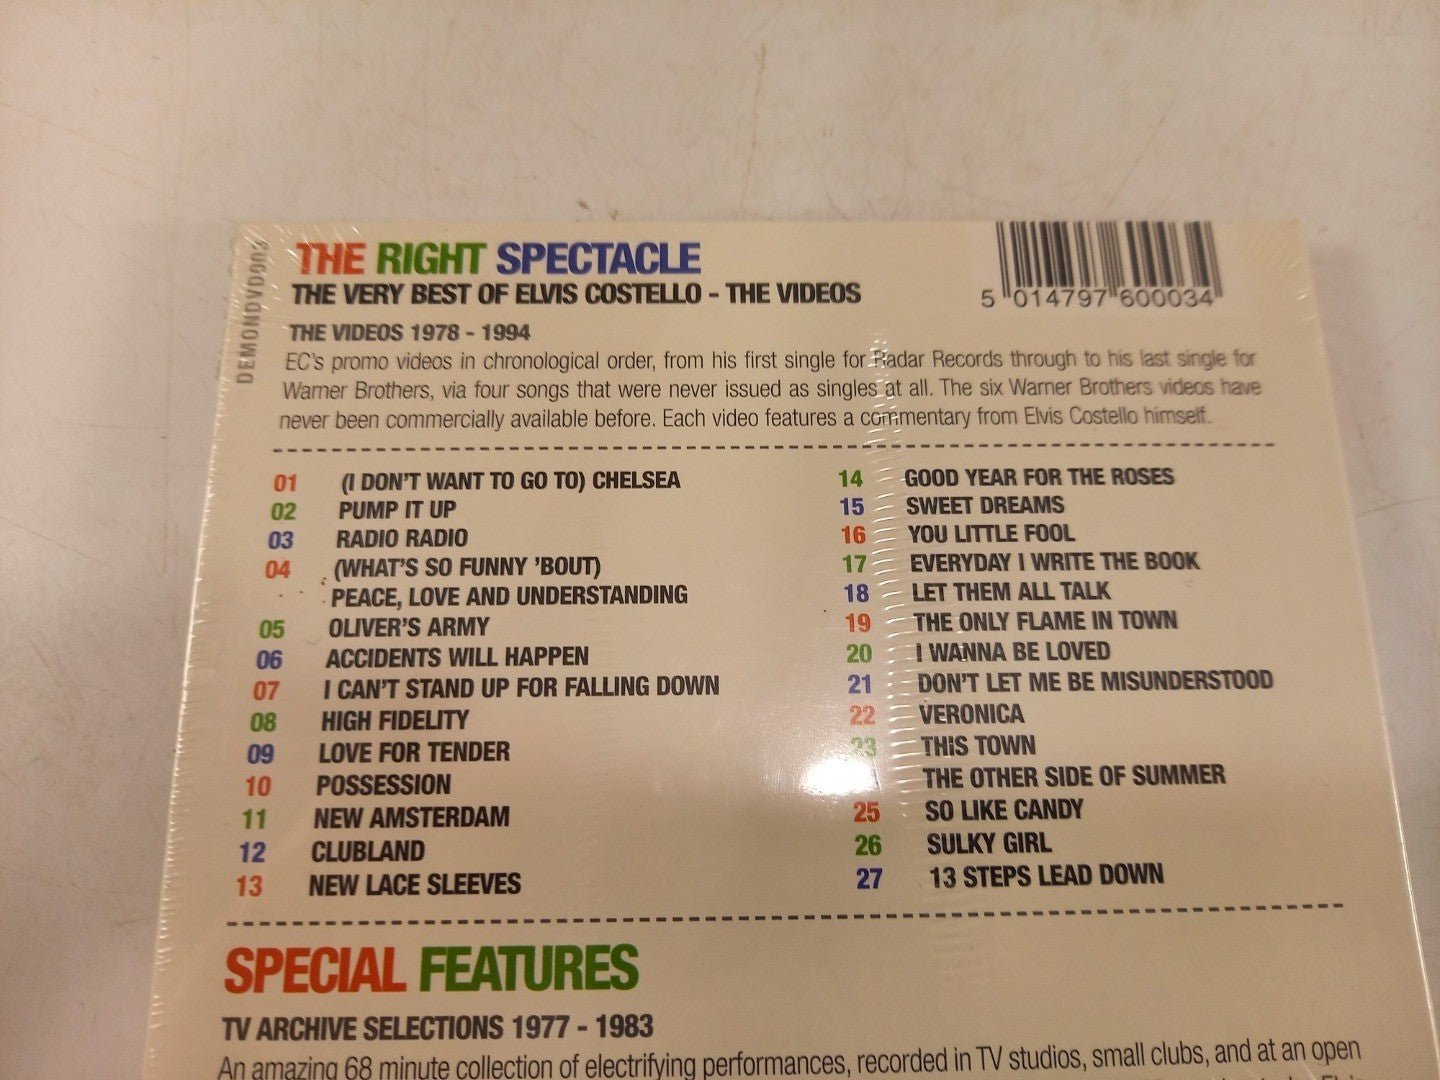 DEMONDVD003
THE RIGHT SPECTACLE
THE VERY BEST OF ELVIS COSTELLO - THE VIDEOS
5 014797 600034
THE VIDEOS 1978 - 1994
EC's promo videos in chronological order, from his first single for Radar Records through to his last single for
Warner Brothers, via four songs that were never issued as singles at all. The six Warner Brothers videos have
never been commercially available before. Each video features a commentary from Elvis Costello himself.
01 (I DON'T WANT TO GO TO) CHELSEA
02 PUMP IT UP
03 RADIO RADIO
04 (WHAT'S SO FUNNY 'BOUT)
PEACE, LOVE AND UNDERSTANDING
05 OLIVER'S ARMY
06 ACCIDENTS WILL HAPPEN
07 I CAN'T STAND UP FOR FALLING DOWN
08 HIGH FIDELITY
09 LOVE FOR TENDER
10 POSSESSION
11 NEW AMSTERDAM
12 CLUBLAND
13 NEW LACE SLEEVES
14 GOOD YEAR FOR THE ROSES
15 SWEET DREAMS
16 YOU LITTLE FOOL
17 EVERYDAY I WRITE THE BOOK
18 LET THEM ALL TALK
19 THE ONLY FLAME IN TOWN
20 I WANNA BE LOVED
21 DON'T LET ME BE MISUNDERSTOOD
22 VERONICA
23 THIS TOWN
THE OTHER SIDE OF SUMMER
25 SO LIKE CANDY
26 SULKY GIRL
27 13 STEPS LEAD DOWN
SPECIAL FEATURES
TV ARCHIVE SELECTIONS 1977 - 1983
An amazing 68 minute collection of electrifying performances, recorded in TV studios, small clubs, and at an open